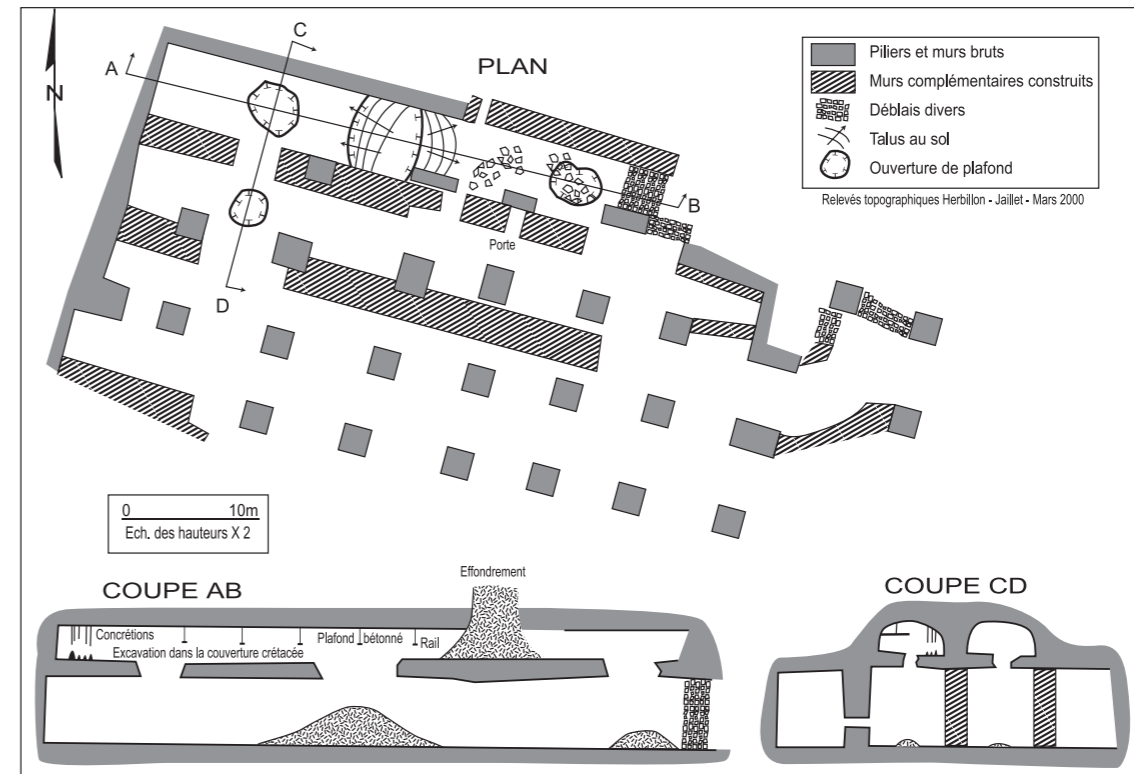 PLAN
N
A
C
B
D
Porte
Piliers et murs bruts
Murs complémentaires construits
Déblais divers
Talus au sol
Ouverture de plafond
Relevés topographiques Herbillon - Jaillet - Mars 2000
0 10m
Ech. des hauteurs X 2
COUPE AB
Effondrement
Concrétions
Plafond bétonné
Rail
Excavation dans la couverture crétacée
COUPE CD